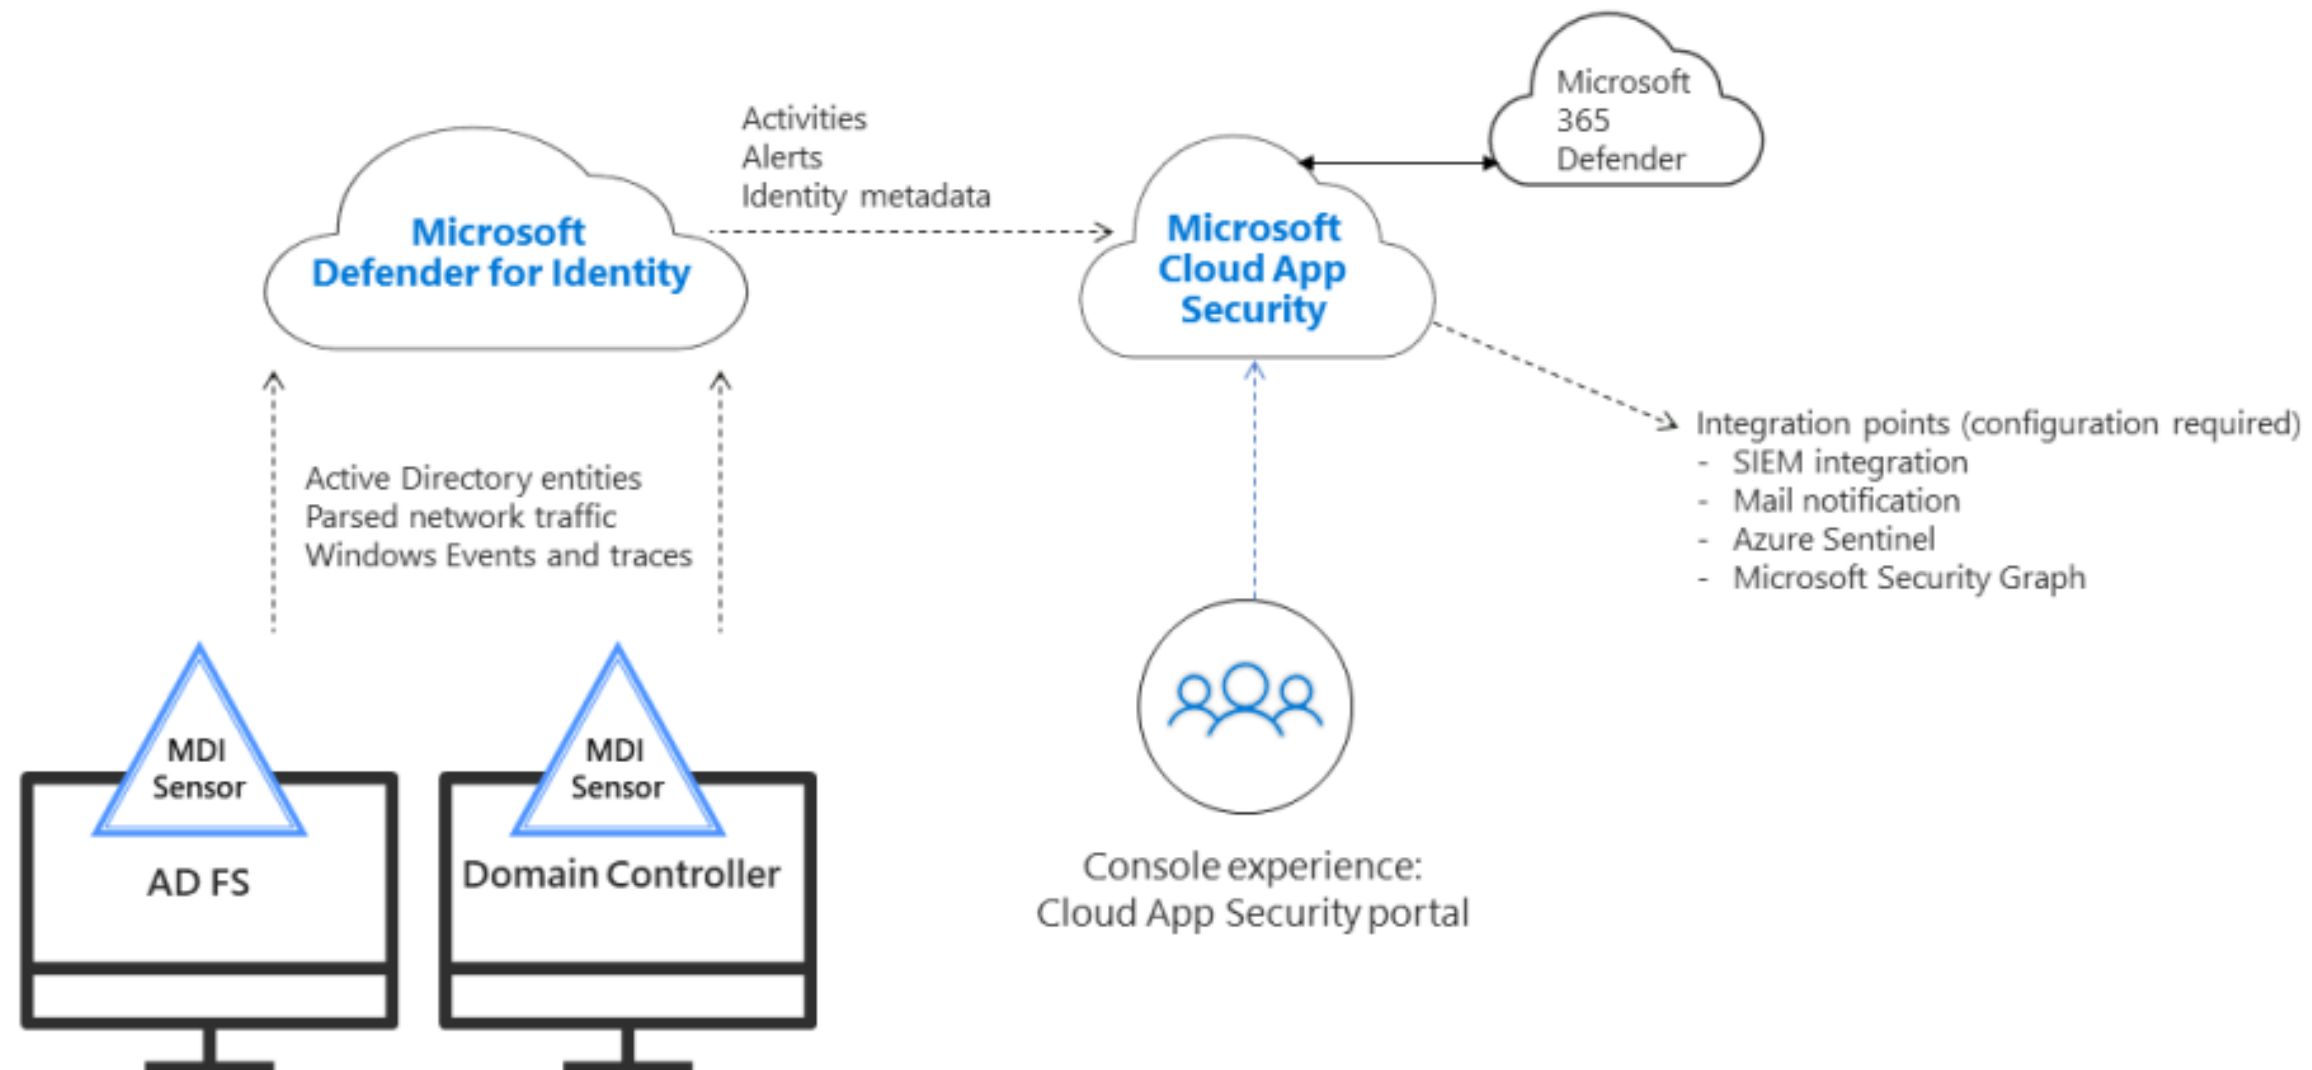 Microsoft
365
Defender
Activities
Alerts
Identity metadata
Microsoft
Defender for Identity
Microsoft
Cloud App
Security
Integration points (configuration required)
- SIEM integration
- Mail notification
- Azure Sentinel
- Microsoft Security Graph
Active Directory entities
Parsed network traffic
Windows Events and traces
MDI
Sensor
AD FS
MDI
Sensor
Domain Controller
Console experience:
Cloud App Security portal